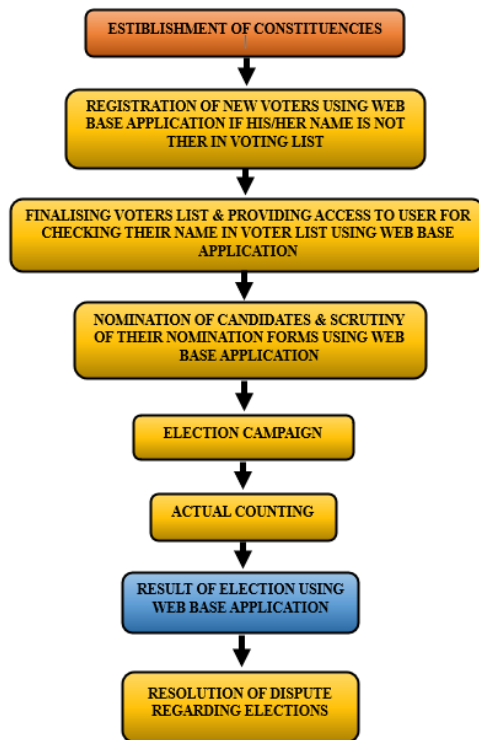 ESTIBLISHMENT OF CONSTITUENCIES
REGISTRATION OF NEW VOTERS USING WEB
BASE APPLICATION IF HIS/HER NAME IS NOT
THER IN VOTING LIST
FINALISING VOTERS LIST & PROVIDING ACCESS TO USER FOR
CHECKING THEIR NAME IN VOTER LIST USING WEB BASE
APPLICATION
NOMINATION OF CANDIDATES & SCRUTINY
OF THEIR NOMINATION FORMS USING WEB
BASE APPLICATION
ELECTION CAMPAIGN
ACTUAL COUNTING
RESULT OF ELECTION USING
WEB BASE APPLICATION
RESOLUTION OF DISPUTE
REGARDING ELECTIONS